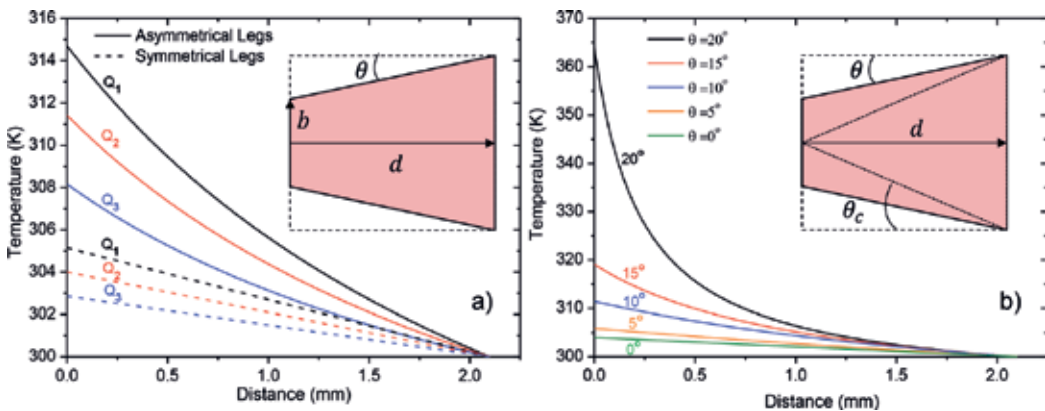 316
314
312
310
308
306
304
302
300
Temperature (K)
0.0
0.5
1.0
1.5
2.0
Distance (mm)
Asymmetrical Legs
Symmetrical Legs
Q1
Q2
Q3
Q1
Q2
Q3
θ
b
d
a)
370
360
350
340
330
320
310
300
Temperature (K)
0.0
0.5
1.0
1.5
2.0
Distance (mm)
θ =20°
θ =15°
θ =10°
θ =5°
θ =0°
20°
15°
10°
5°
0°
θ
d
θc
b)